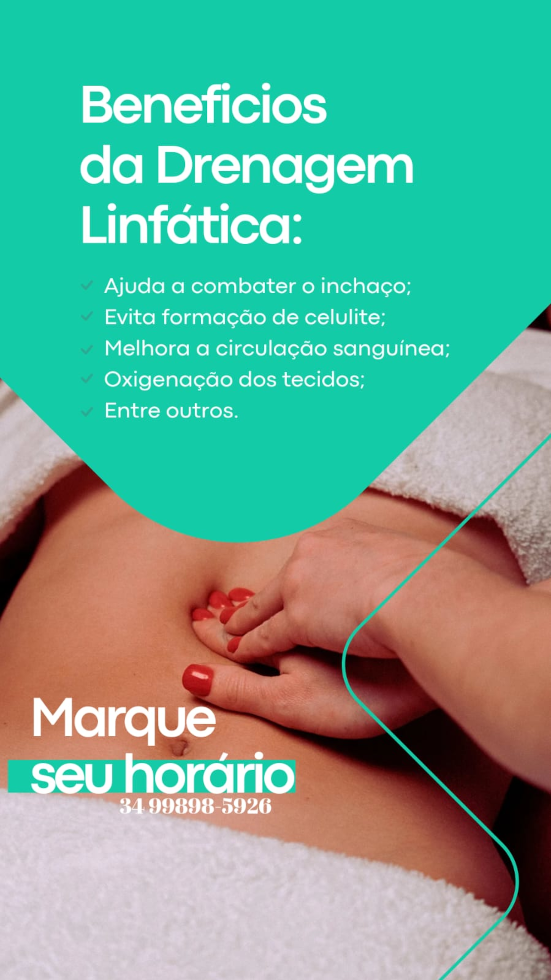 Beneficios
da Drenagem
Linfática:
Ajuda a combater o inchaço;
Evita formação de celulite;
Melhora a circulação sanguínea;
Oxigenação dos tecidos;
Entre outros.
Marque
seu horário
34 99898-5926